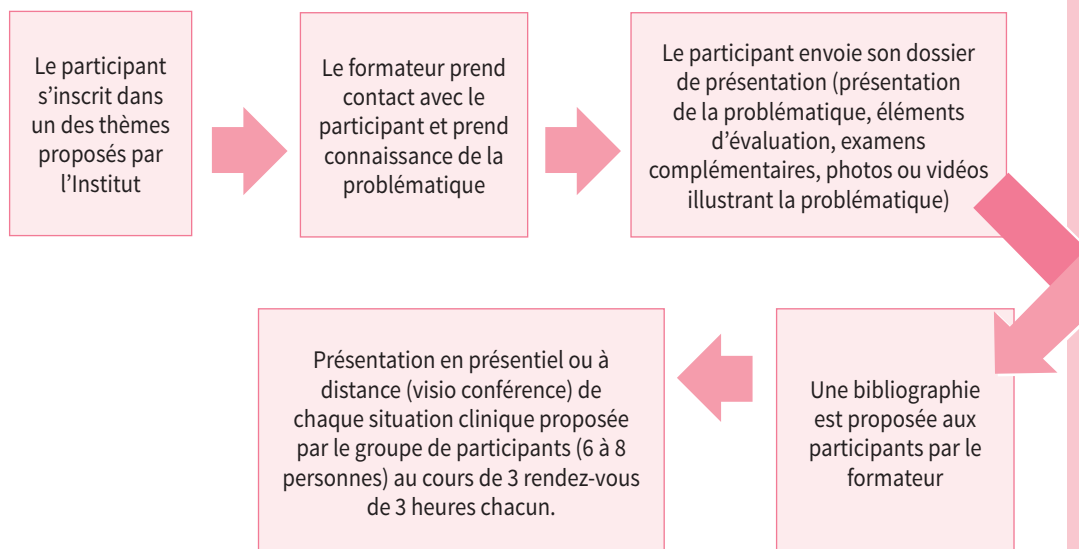 Le participant
s’inscrit dans
un des thèmes
proposés par
l’Institut
Le formateur prend
contact avec le
participant et prend
connaissance de la
problématique
Le participant envoie son dossier
de présentation (présentation
de la problématique, éléments
d’évaluation, examens
complémentaires, photos ou vidéos
illustrant la problématique)
Une bibliographie
est proposée aux
participants par le
formateur
Présentation en présentiel ou à
distance (visio conférence) de
chaque situation clinique proposée
par le groupe de participants (6 à 8
personnes) au cours de 3 rendez-vous
de 3 heures chacun.